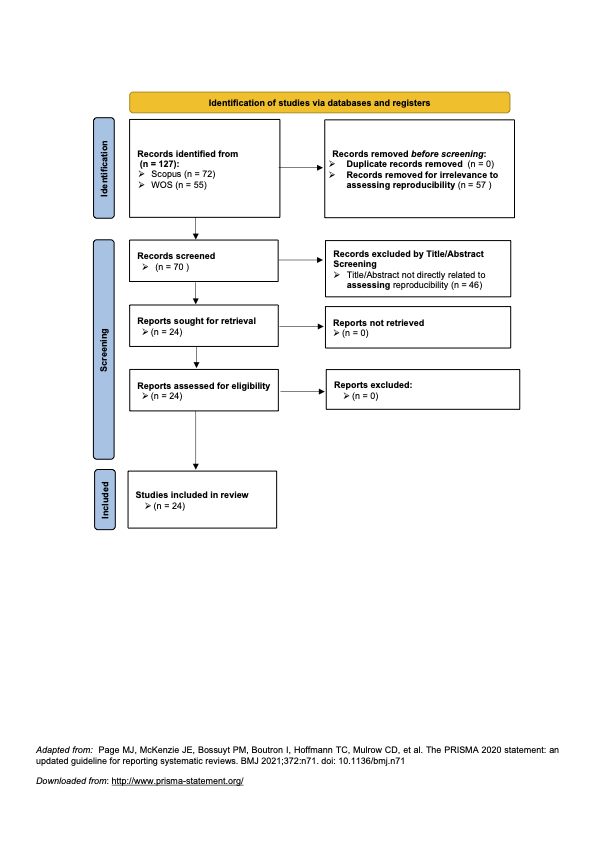 Identification of studies via databases and registers
Identification
Records identified from
(n = 127):
➢ Scopus (n = 72)
➢ WOS (n = 55)
Records removed before screening:
➢ Duplicate records removed (n = 0)
➢ Records removed for irrelevance to
assessing reproducibility (n = 57 )
Screening
Records screened
➢ (n = 70 )
Records excluded by Title/Abstract
Screening
➢ Title/Abstract not directly related to
assessing reproducibility (n = 46)
Reports sought for retrieval
➢ (n = 24)
Reports not retrieved
➢ (n = 0)
Reports assessed for eligibility
➢ (n = 24)
Reports excluded:
➢ (n = 0)
Included
Studies included in review
➢ (n = 24)
Adapted from: Page MJ, McKenzie JE, Bossuyt PM, Boutron I, Hoffmann TC, Mulrow CD, et al. The PRISMA 2020 statement: an
updated guideline for reporting systematic reviews. BMJ 2021;372:n71. doi: 10.1136/bmj.n71
Downloaded from: http://www.prisma-statement.org/